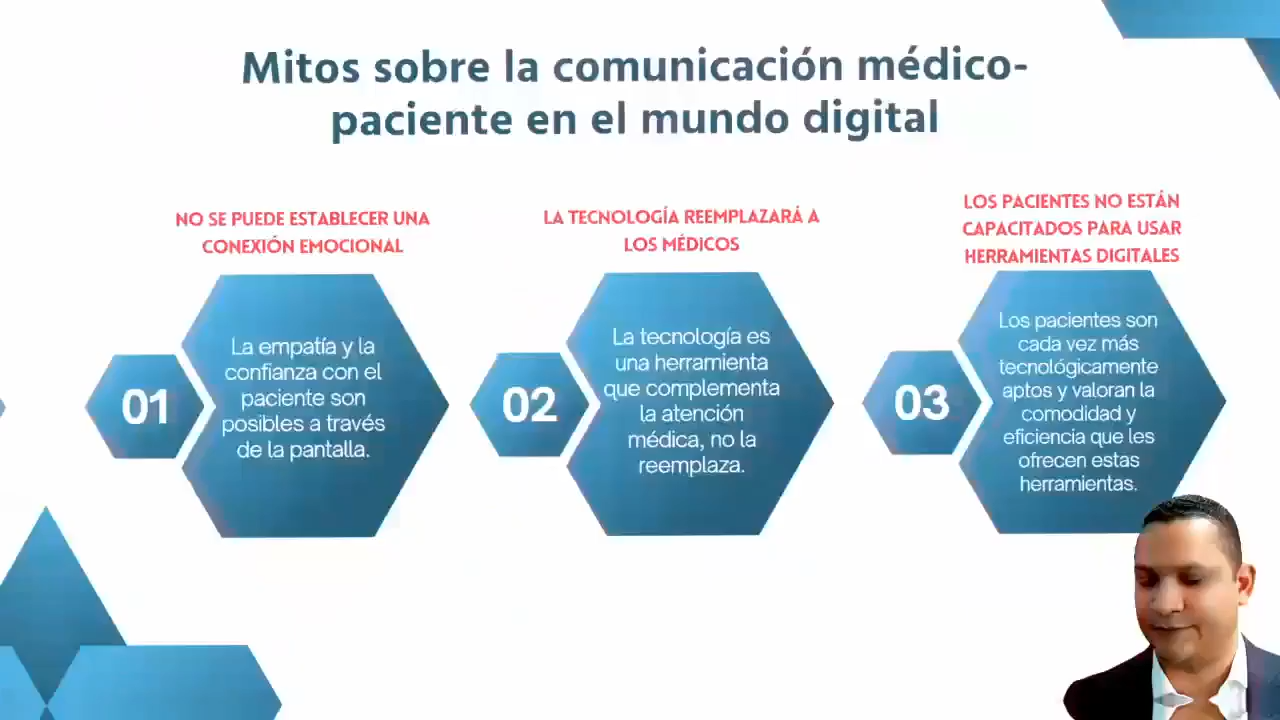 Mitos sobre la comunicación médico-
paciente en el mundo digital
NO SE PUEDE ESTABLECER UNA
CONEXIÓN EMOCIONAL
01
La empatía y la
confianza con el
paciente son
posibles a través
de la pantalla.
LA TECNOLOGÍA REEMPLAZARÁ A
LOS MÉDICOS
02
La tecnología es
una herramienta
que complementa
la atención
médica, no la
reemplaza.
LOS PACIENTES NO ESTÁN
CAPACITADOS PARA USAR
HERRAMIENTAS DIGITALES
03
Los pacientes son
cada vez más
tecnológicamente
aptos y valoran la
comodidad y
eficiencia que les
ofrecen estas
herramientas.